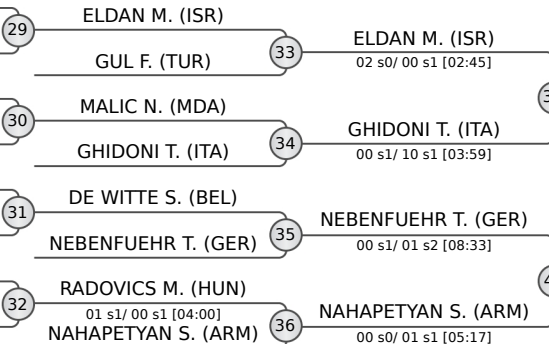 ELDAN M. (ISR)
29
GUL F. (TUR)
33
ELDAN M. (ISR)
02 s0/ 00 s1 [02:45]
MALIC N. (MDA)
30
GHIDONI T. (ITA)
34
GHIDONI T. (ITA)
00 s1/ 10 s1 [03:59]
DE WITTE S. (BEL)
31
NEBENFUEHR T. (GER)
35
NEBENFUEHR T. (GER)
00 s1/ 01 s2 [08:33]
RADOVICS M. (HUN)
32
01 s1/ 00 s1 [04:00]
NAHAPETYAN S. (ARM)
36
NAHAPETYAN S. (ARM)
00 s0/ 01 s1 [05:17]